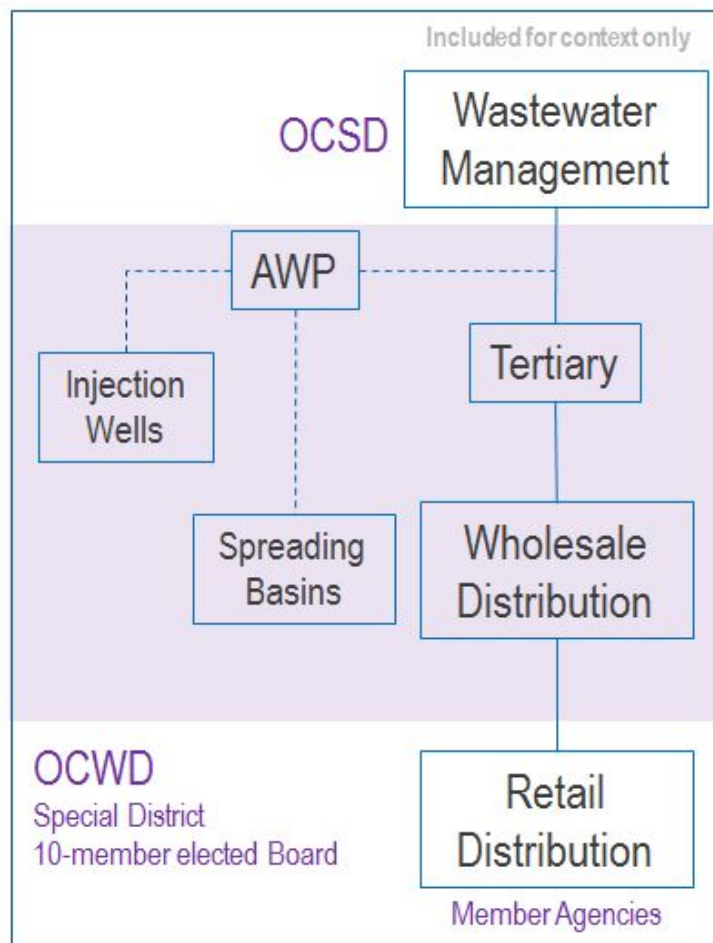 Included for context only
OCSD
Wastewater
Management
AWP
Tertiary
Injection
Wells
Spreading
Basins
Wholesale
Distribution
OCWD
Special District
10-member elected Board
Retail
Distribution
Member Agencies